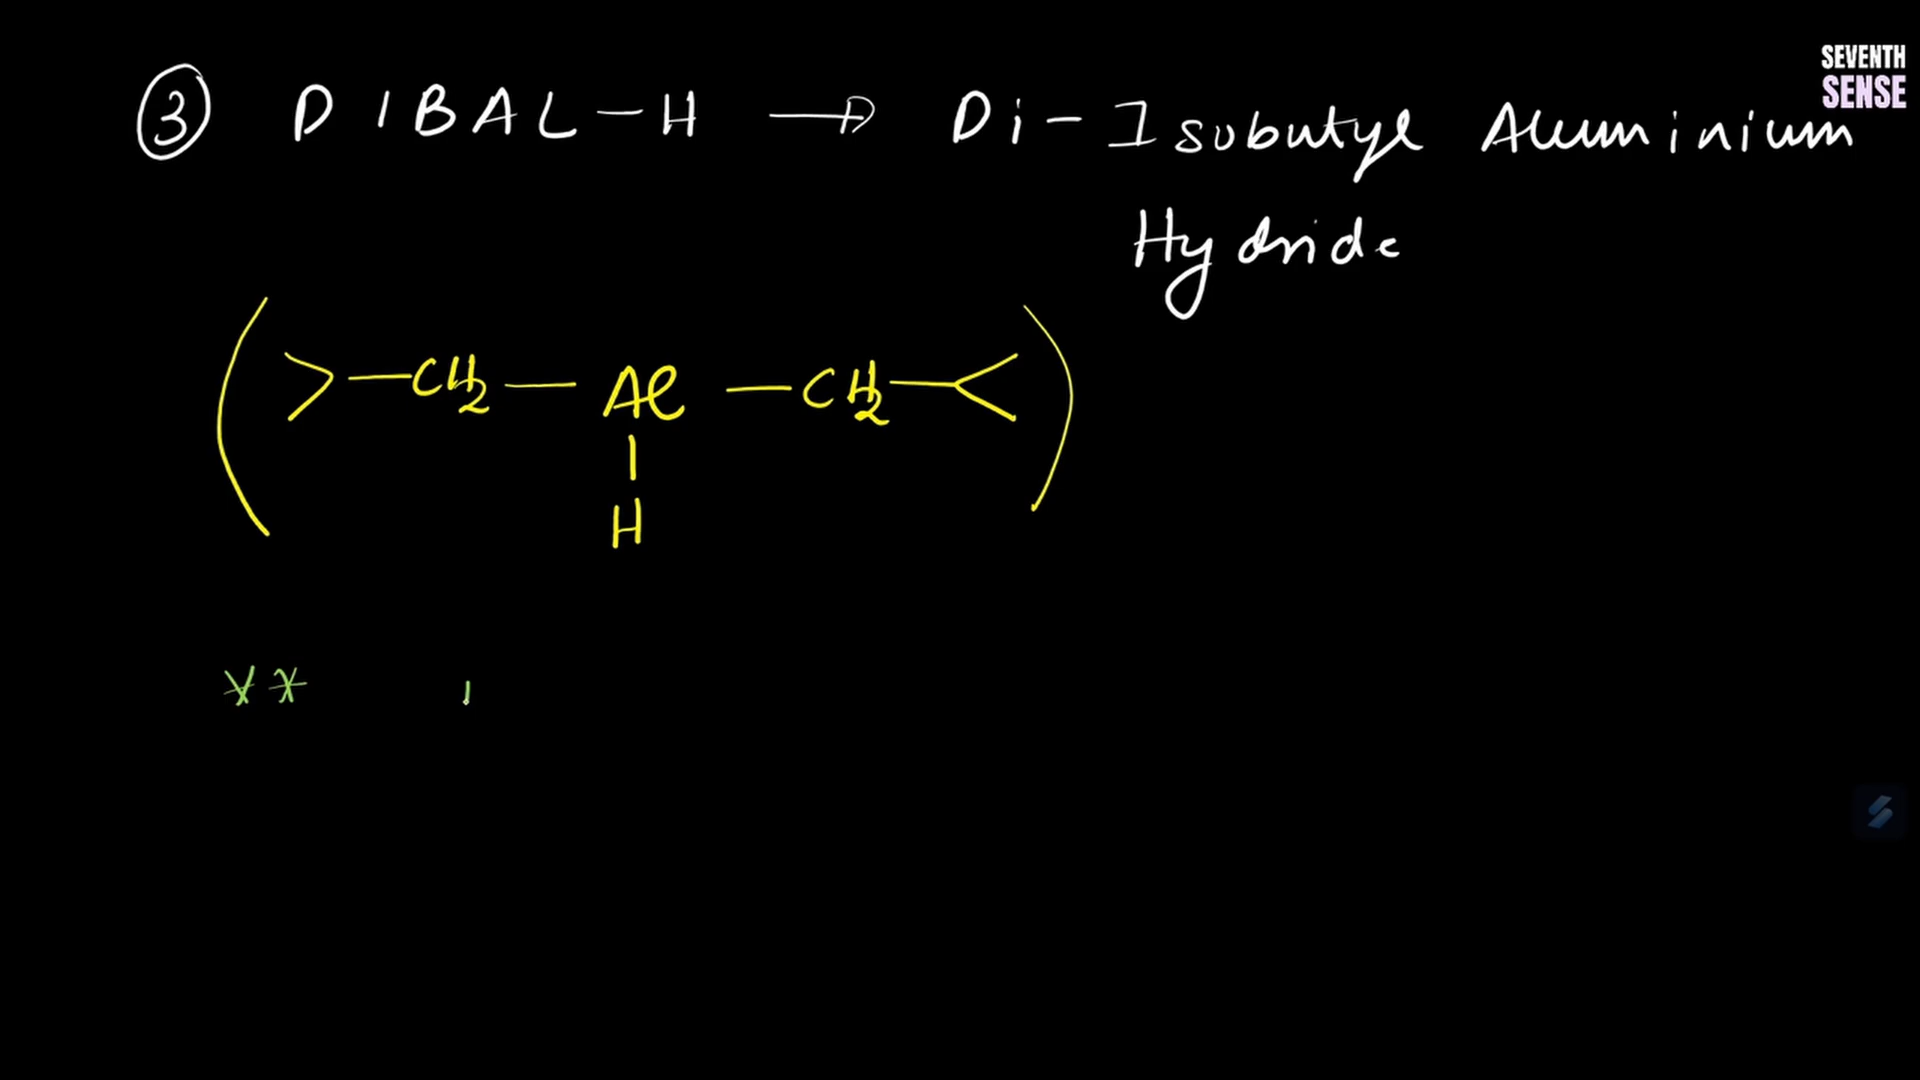 SEVENTH
SENSE
③ DIBAL-H → Di-Isobutyl Aluminium
Hydride
( >-CH₂-Al-CH₂-< )
H
**